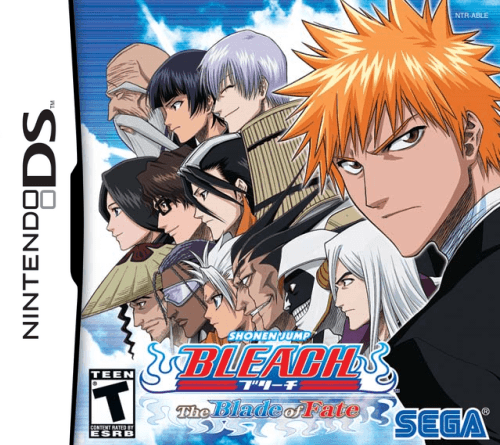 NTR-ABLE
NINTENDO DS™
SHONEN JUMP
BLEACH
ブリーチ
The Blade of Fate
TEEN
T
CONTENT RATED BY
ESRB
SEGA